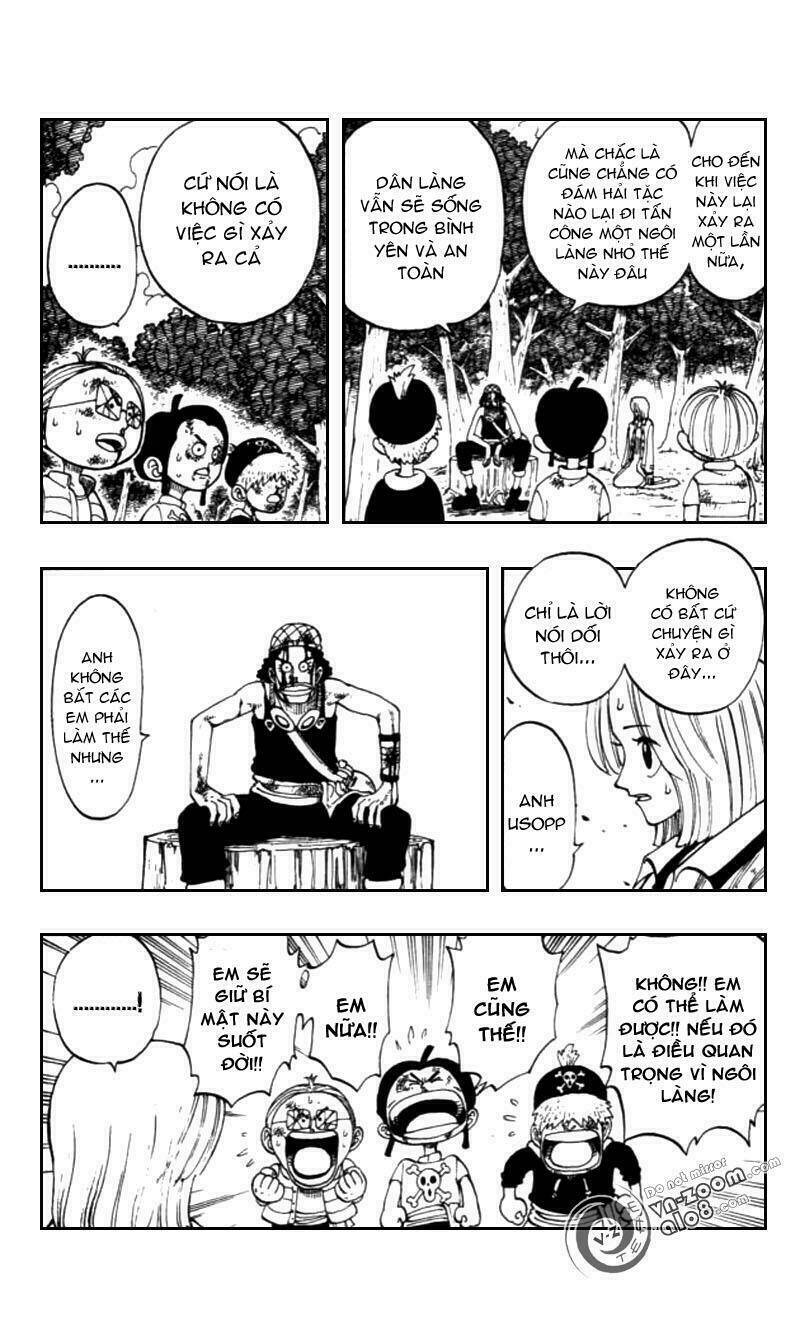 CHO ĐẾN
KHI VIỆC
NÀY LẠI
XẢY RA
MỘT LẦN
NỮA,
MÀ CHẮC LÀ
CŨNG CHẲNG CÓ
ĐÁM HẢI TẶC
NÀO LẠI ĐI TẤN
CÔNG MỘT NGÔI
LÀNG NHỎ THẾ
NÀY ĐÂU
DÂN LÀNG
VẪN SẼ SỐNG
TRONG BÌNH
YÊN VÀ AN
TOÀN
CỨ NÓI LÀ
KHÔNG CÓ
VIỆC GÌ XẢY
RA CẢ
...........
KHÔNG
CÓ BẤT CỨ
CHUYỆN GÌ
XẢY RA Ở
ĐÂY...
CHỈ LÀ LỜI
NÓI DỐI
THÔI...
ANH
USOPP
...
ANH
KHÔNG
BẮT CÁC
EM PHẢI
LÀM THẾ
NHƯNG
...
KHÔNG!! EM
CÓ THỂ LÀM
ĐƯỢC!! NẾU ĐÓ
LÀ ĐIỀU QUAN
TRỌNG VÌ NGÔI
LÀNG!
EM
CŨNG
THẾ!!
EM
NỮA!!
EM SẼ
GIỮ BÍ
MẬT NÀY
SUỐT
ĐỜI!!
.............!
Do not mirror
vn-zoom.com
alo8.com
V-Z